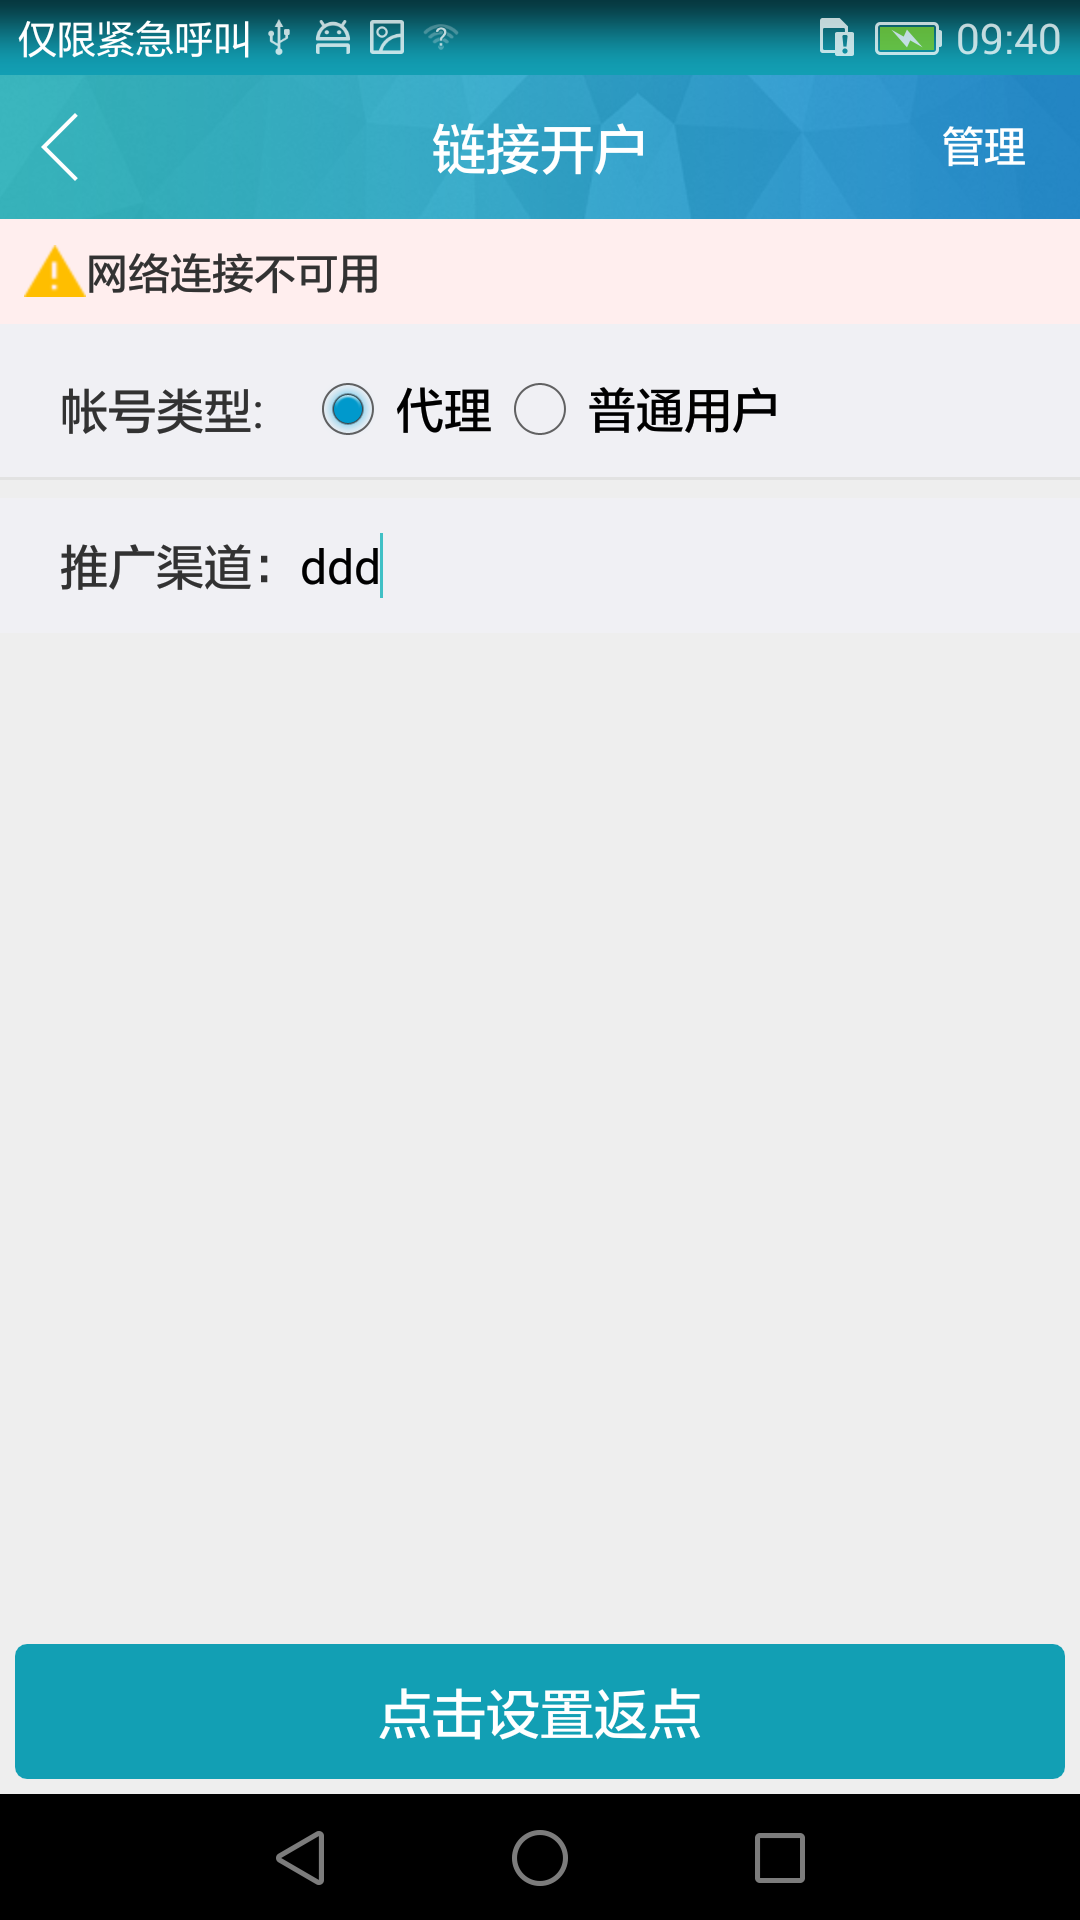 仅限紧急呼叫 09:40
链接开户 管理
网络连接不可用
帐号类型: 代理 普通用户
推广渠道：ddd
点击设置返点